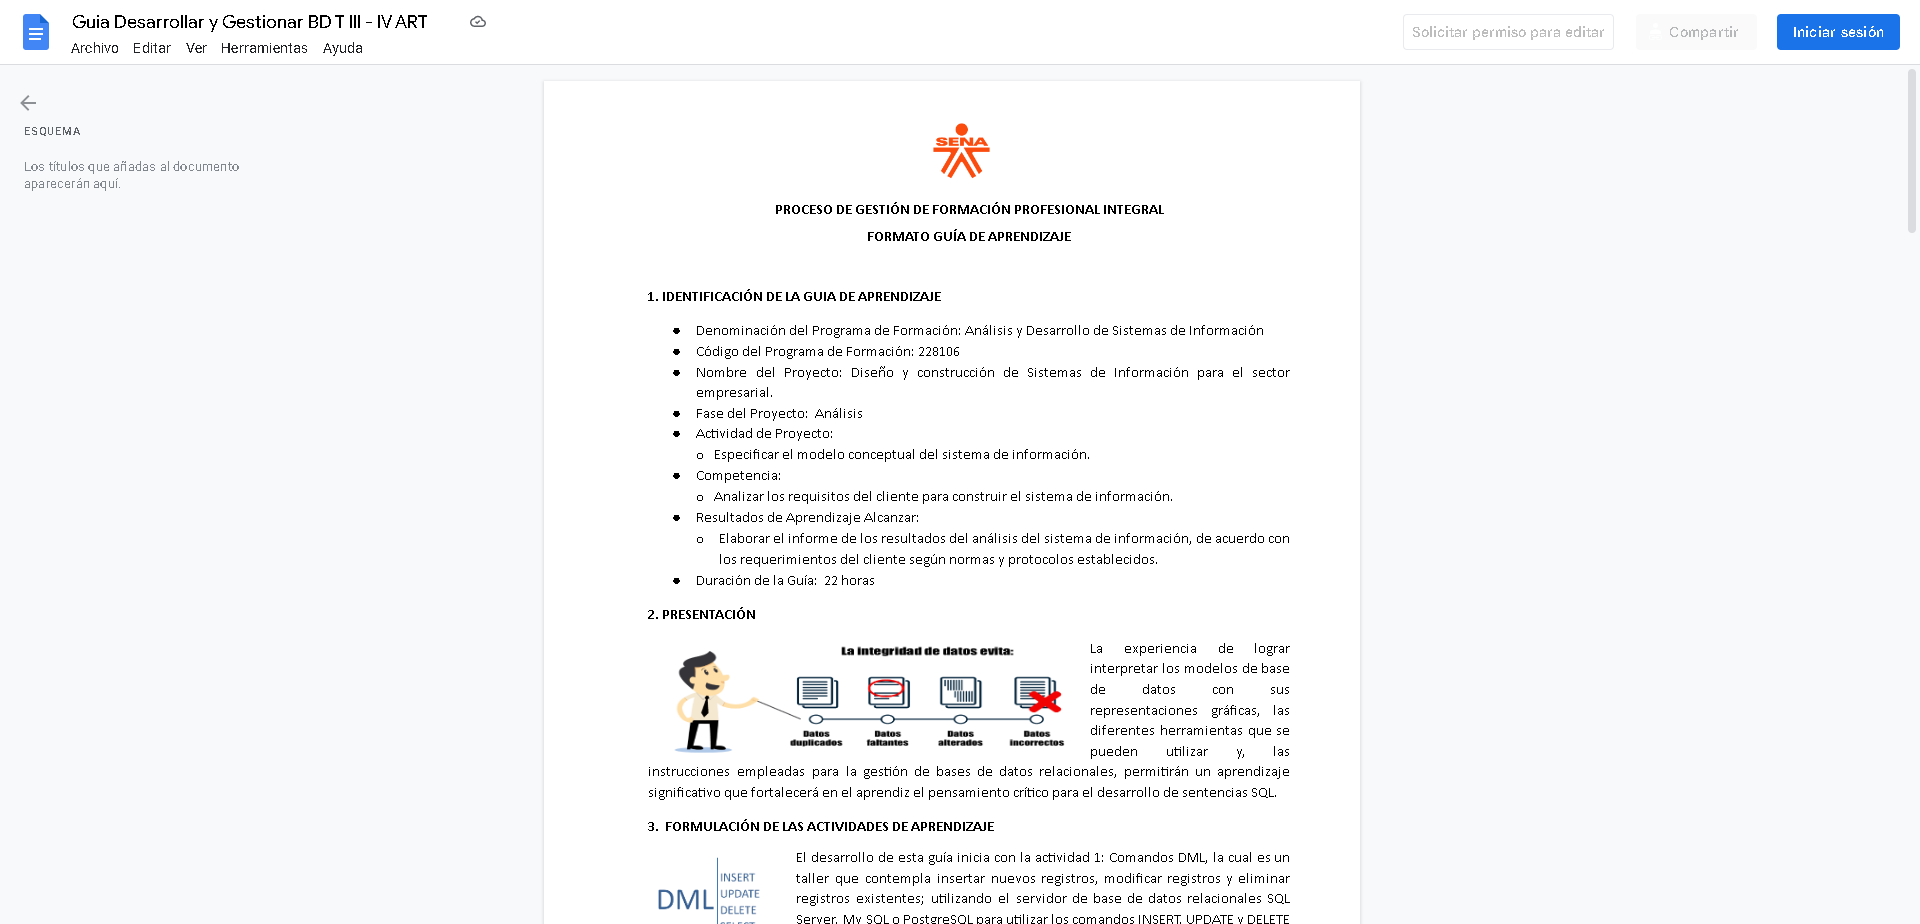 Guia Desarrollar y Gestionar BD T III - IV ART
Archivo Editar Ver Herramientas Ayuda
Solicitar permiso para editar
Compartir
Iniciar sesión
ESQUEMA
Los títulos que añadas al documento
aparecerán aquí.
SENA
PROCESO DE GESTIÓN DE FORMACIÓN PROFESIONAL INTEGRAL
FORMATO GUÍA DE APRENDIZAJE
1. IDENTIFICACIÓN DE LA GUIA DE APRENDIZAJE
● Denominación del Programa de Formación: Análisis y Desarrollo de Sistemas de Información
● Código del Programa de Formación: 228106
● Nombre del Proyecto: Diseño y construcción de Sistemas de Información para el sector
empresarial.
● Fase del Proyecto: Análisis
● Actividad de Proyecto:
o Especificar el modelo conceptual del sistema de información.
● Competencia:
o Analizar los requisitos del cliente para construir el sistema de información.
● Resultados de Aprendizaje Alcanzar:
o Elaborar el informe de los resultados del análisis del sistema de información, de acuerdo con
los requerimientos del cliente según normas y protocolos establecidos.
● Duración de la Guía: 22 horas
2. PRESENTACIÓN
La integridad de datos evita:
Datos duplicados
Datos faltantes
Datos alterados
Datos incorrectos
La experiencia de lograr
interpretar los modelos de base
de datos con sus
representaciones gráficas, las
diferentes herramientas que se
pueden utilizar y, las
instrucciones empleadas para la gestión de bases de datos relacionales, permitirán un aprendizaje
significativo que fortalecerá en el aprendiz el pensamiento crítico para el desarrollo de sentencias SQL.
3. FORMULACIÓN DE LAS ACTIVIDADES DE APRENDIZAJE
DML
INSERT
UPDATE
DELETE
SELECT
El desarrollo de esta guía inicia con la actividad 1: Comandos DML, la cual es un
taller que contempla insertar nuevos registros, modificar registros y eliminar
registros existentes; utilizando el servidor de base de datos relacionales SQL
Server, My SQL o PostgreSQL para utilizar los comandos INSERT, UPDATE y DELETE